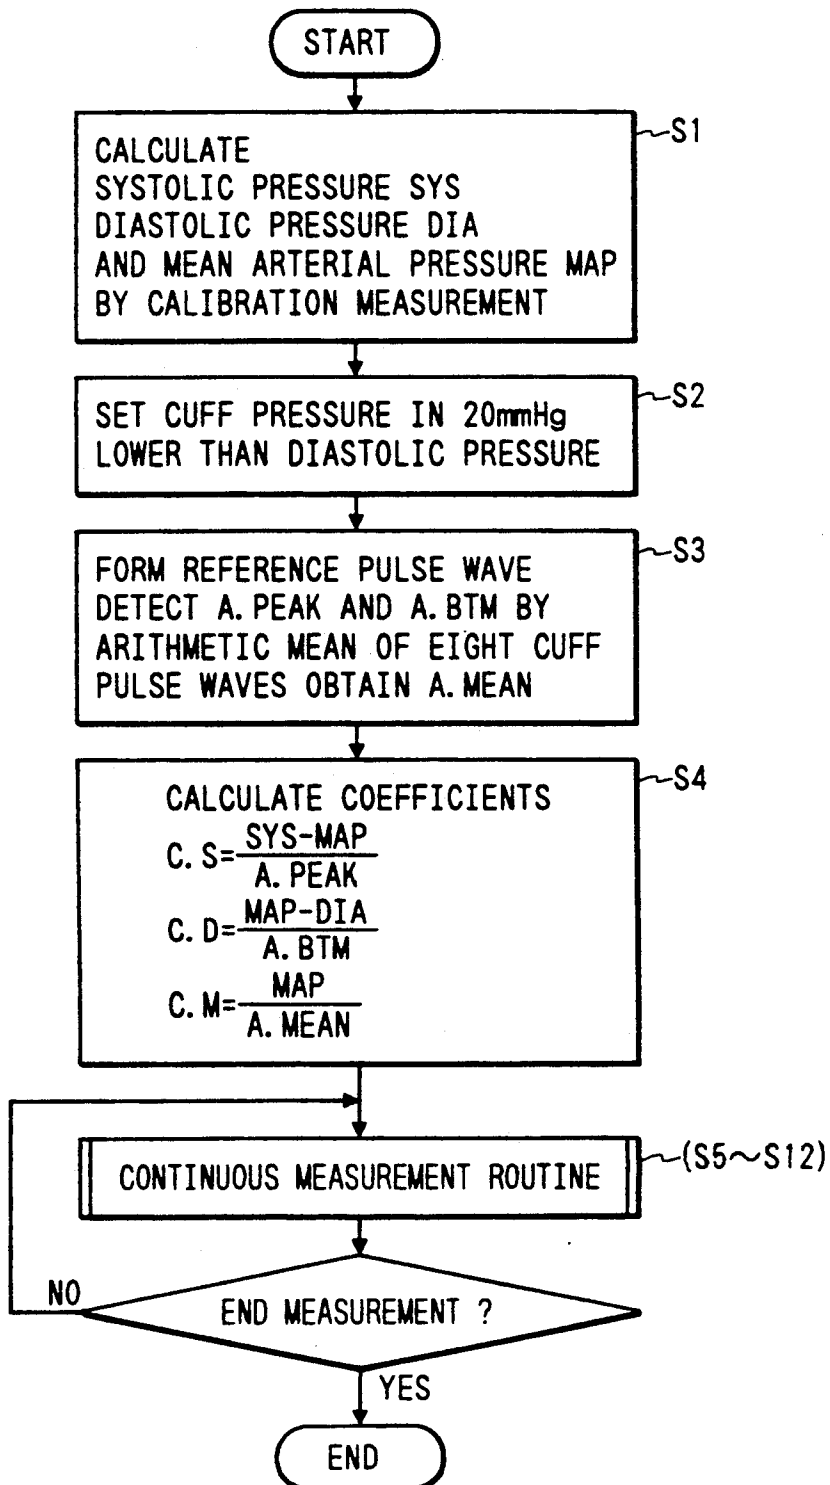 START
S1
CALCULATE
SYSTOLIC PRESSURE SYS
DIASTOLIC PRESSURE DIA
AND MEAN ARTERIAL PRESSURE MAP
BY CALIBRATION MEASUREMENT
S2
SET CUFF PRESSURE IN 20mmHg
LOWER THAN DIASTOLIC PRESSURE
S3
FORM REFERENCE PULSE WAVE
DETECT A. PEAK AND A. BTM BY
ARITHMETIC MEAN OF EIGHT CUFF
PULSE WAVES OBTAIN A. MEAN
S4
CALCULATE COEFFICIENTS
SYS-MAP
C. S=
A. PEAK
MAP-DIA
C. D=
A. BTM
MAP
C. M=
A. MEAN
(S5~S12)
CONTINUOUS MEASUREMENT ROUTINE
NO
END MEASUREMENT ?
YES
END